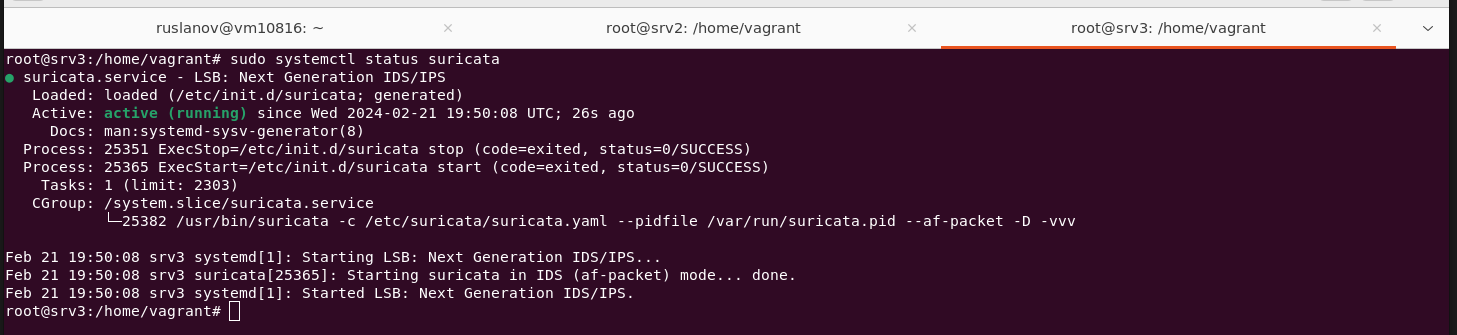 ruslanov@vm10816: ~
root@srv2: /home/vagrant
root@srv3: /home/vagrant
root@srv3:/home/vagrant# sudo systemctl status suricata
● suricata.service - LSB: Next Generation IDS/IPS
   Loaded: loaded (/etc/init.d/suricata; generated)
   Active: active (running) since Wed 2024-02-21 19:50:08 UTC; 26s ago
     Docs: man:systemd-sysv-generator(8)
  Process: 25351 ExecStop=/etc/init.d/suricata stop (code=exited, status=0/SUCCESS)
  Process: 25365 ExecStart=/etc/init.d/suricata start (code=exited, status=0/SUCCESS)
    Tasks: 1 (limit: 2303)
   CGroup: /system.slice/suricata.service
           └─25382 /usr/bin/suricata -c /etc/suricata/suricata.yaml --pidfile /var/run/suricata.pid --af-packet -D -vvv
Feb 21 19:50:08 srv3 systemd[1]: Starting LSB: Next Generation IDS/IPS...
Feb 21 19:50:08 srv3 suricata[25365]: Starting suricata in IDS (af-packet) mode... done.
Feb 21 19:50:08 srv3 systemd[1]: Started LSB: Next Generation IDS/IPS.
root@srv3:/home/vagrant#